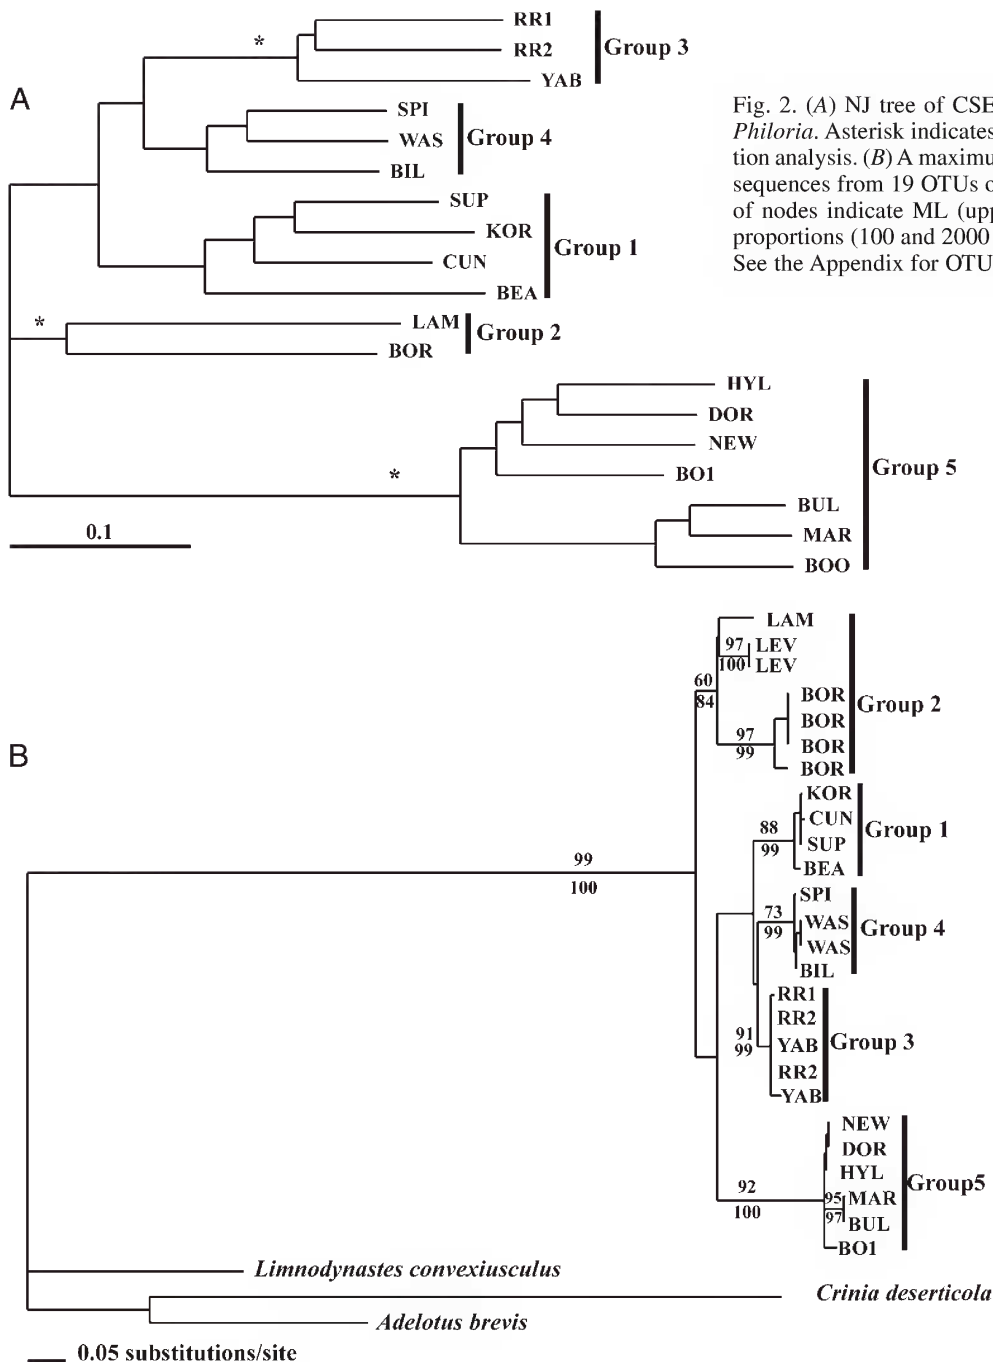 A
RR1
RR2
YAB
Group 3
*
SPI
WAS
BIL
Group 4
SUP
KOR
CUN
BEA
Group 1
*
LAM
BOR
Group 2
HYL
DOR
NEW
BO1
BUL
MAR
BOO
Group 5
*
0.1
Fig. 2. (A) NJ tree of CSE
Philoria. Asterisk indicates
tion analysis. (B) A maximu
sequences from 19 OTUs o
of nodes indicate ML (upp
proportions (100 and 2000
See the Appendix for OTU
B
LAM
97
100
LEV
LEV
60
84
BOR
BOR
BOR
BOR
97
99
Group 2
KOR
CUN
SUP
BEA
88
99
Group 1
99
100
SPI
WAS
WAS
BIL
73
99
Group 4
RR1
RR2
YAB
RR2
YAB
91
99
Group 3
NEW
DOR
HYL
MAR
BUL
BO1
95
97
92
100
Group5
Limnodynastes convexiusculus
Crinia deserticola
Adelotus brevis
0.05 substitutions/site